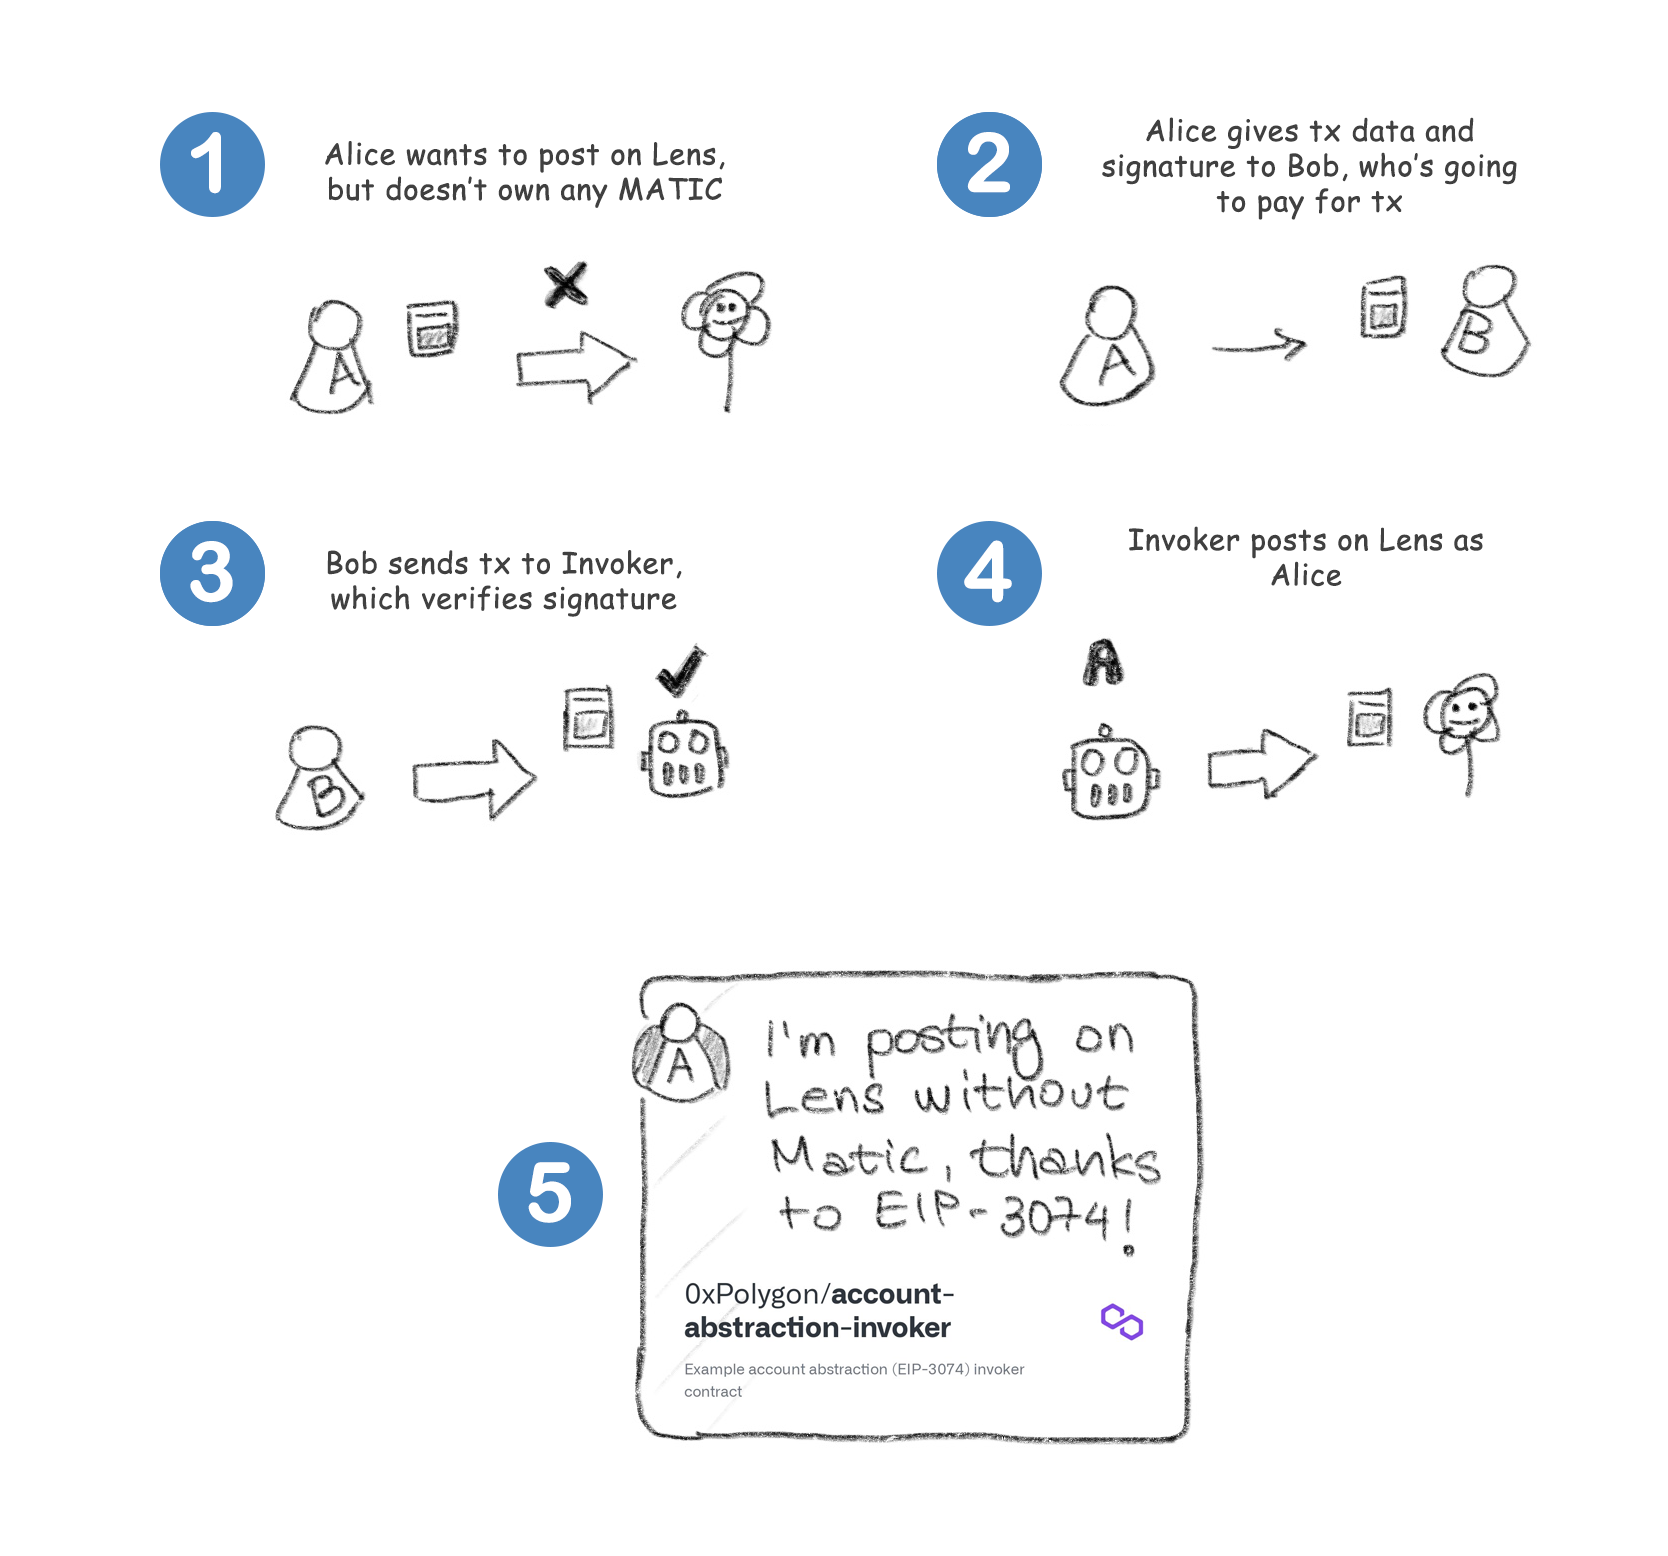 1
Alice wants to post on Lens,
but doesn't own any MATIC
A
2
Alice gives tx data and
signature to Bob, who's going
to pay for tx
A
B
3
Bob sends tx to Invoker,
which verifies signature
B
4
Invoker posts on Lens as
Alice
A
5
A
I'm posting on
Lens without
Matic, thanks
to EIP-3074!
0xPolygon/account-
abstraction-invoker
Example account abstraction (EIP-3074) invoker
contract